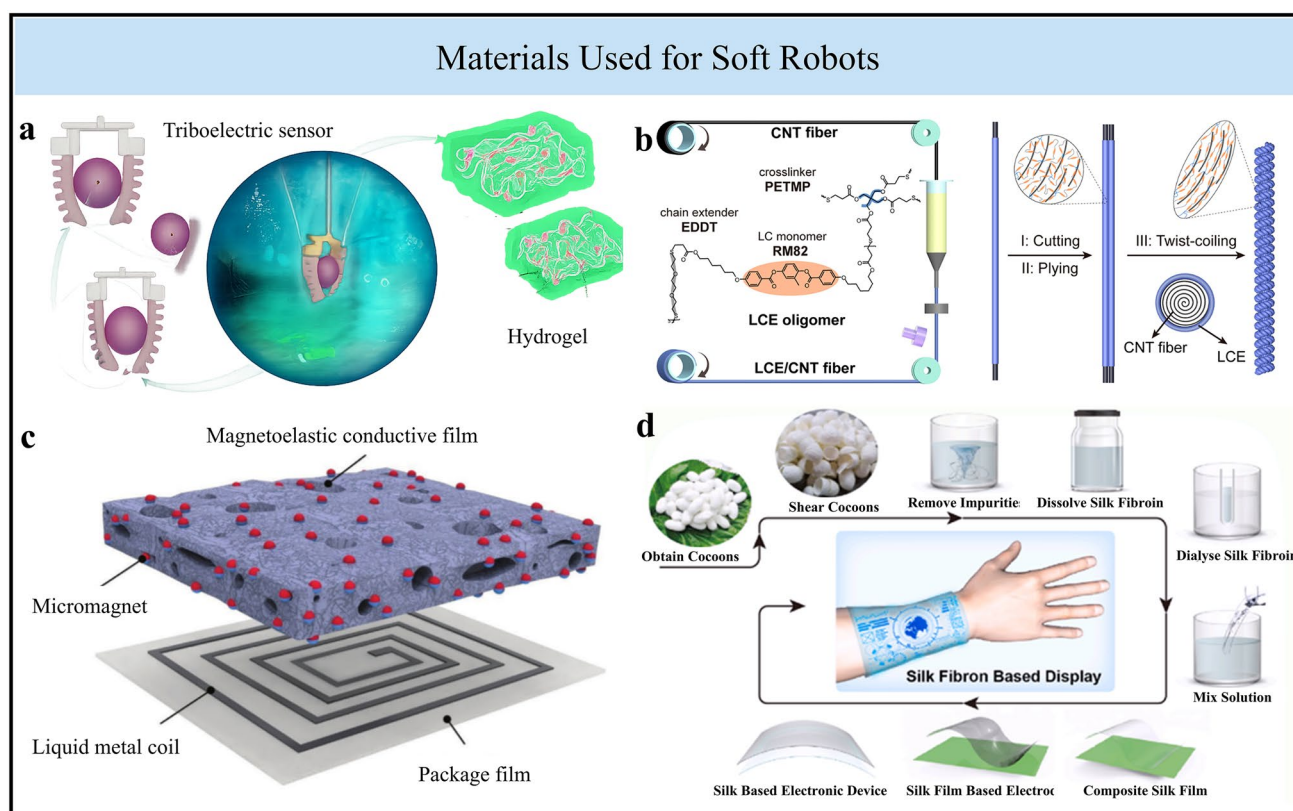 Materials Used for Soft Robots
a
Triboelectric sensor
Hydrogel
b
CNT fiber
crosslinker
PETMP
chain extender
EDDT
LC monomer
RM82
LCE oligomer
LCE/CNT fiber
I: Cutting
II: Plying
III: Twist-coiling
CNT fiber
LCE
c
Magnetoelastic conductive film
Micromagnet
Liquid metal coil
Package film
d
Obtain Cocoons
Shear Cocoons
Remove Impurities
Dissolve Silk Fibroin
Dialyse Silk Fibroin
Mix Solution
Silk Fibron Based Display
Silk Based Electronic Device
Silk Film Based Electrod
Composite Silk Film